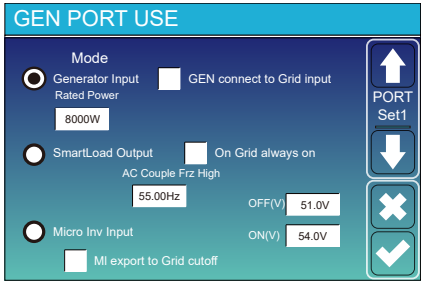 GEN PORT USE
Mode
Generator Input
GEN connect to Grid input
Rated Power
8000W
PORT
Set1
SmartLoad Output
On Grid always on
AC Couple Frz High
55.00Hz
OFF(V) 51.0V
Micro Inv Input
ON(V) 54.0V
MI export to Grid cutoff